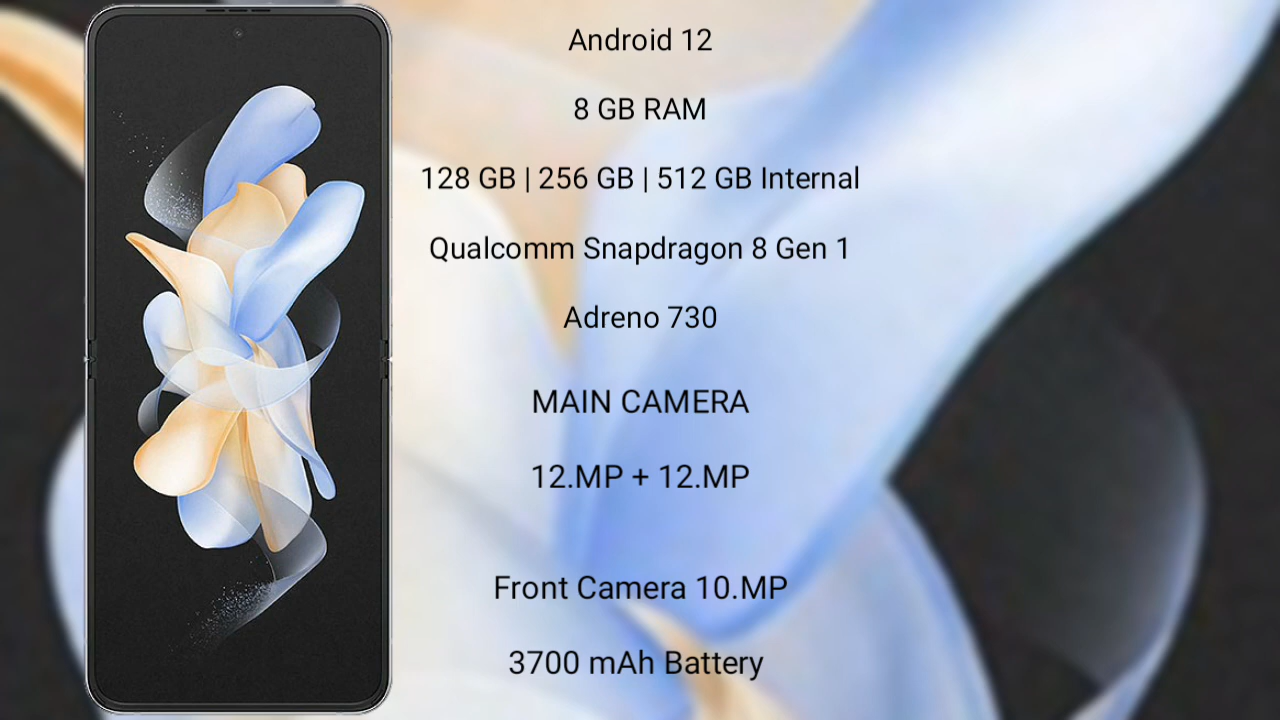 Android 12
8 GB RAM
128 GB | 256 GB | 512 GB Internal
Qualcomm Snapdragon 8 Gen 1
Adreno 730
MAIN CAMERA
12.MP + 12.MP
Front Camera 10.MP
3700 mAh Battery